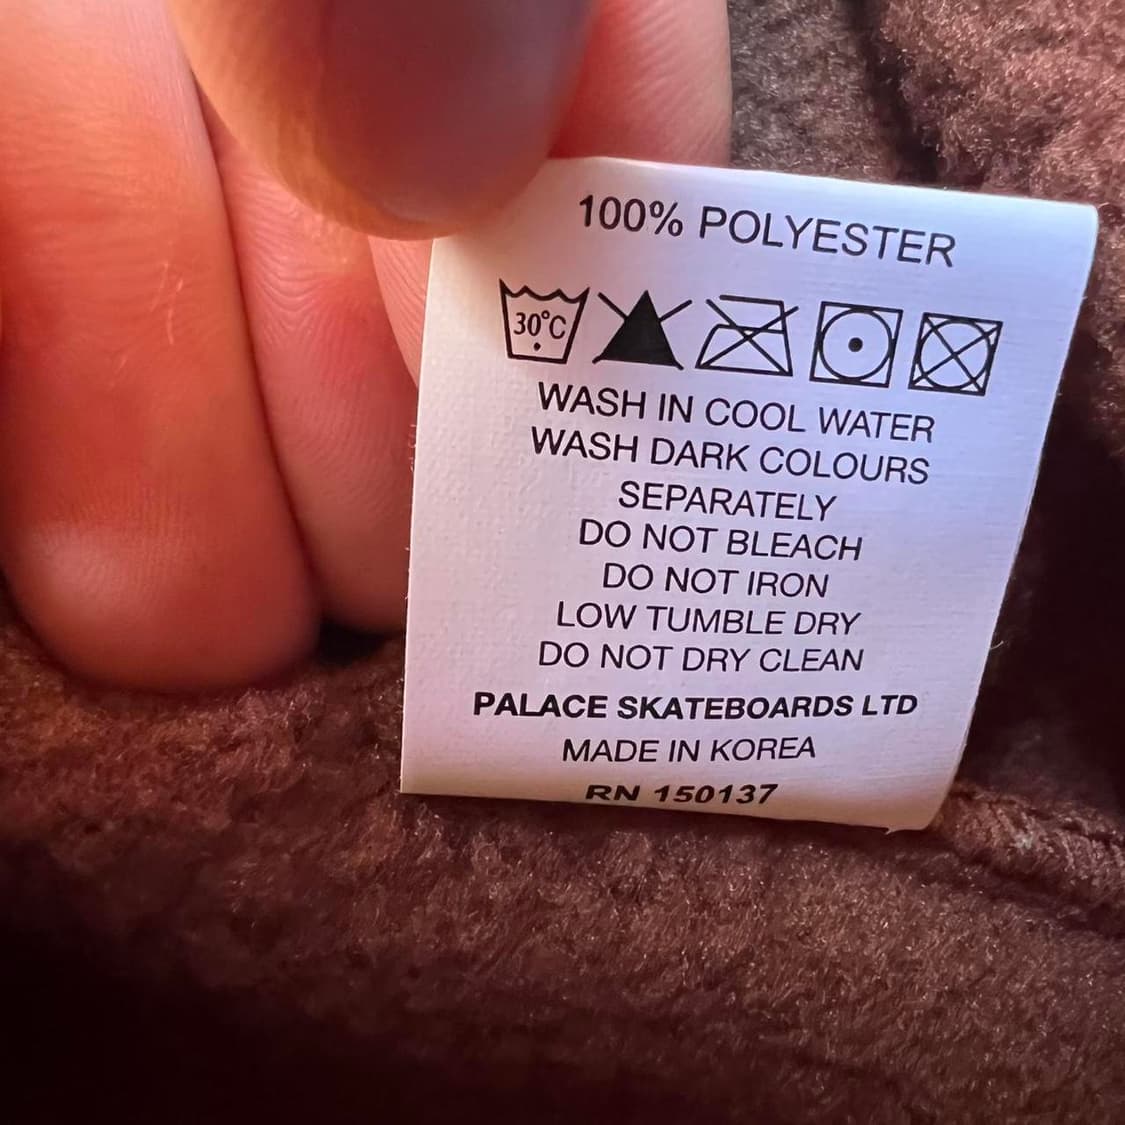 100% POLYESTER
30°C
WASH IN COOL WATER
WASH DARK COLOURS
SEPARATELY
DO NOT BLEACH
DO NOT IRON
LOW TUMBLE DRY
DO NOT DRY CLEAN
PALACE SKATEBOARDS LTD
MADE IN KOREA
RN 150137